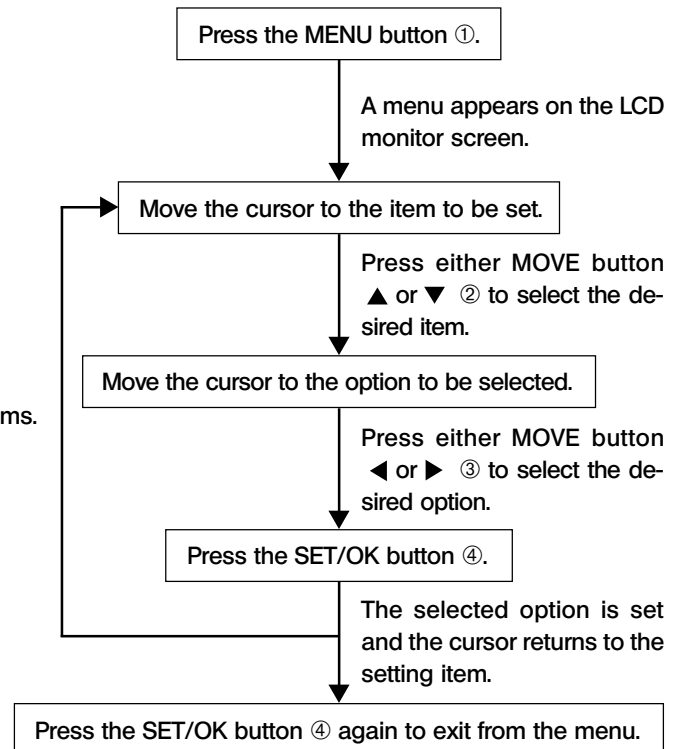 Press the MENU button ①.
A menu appears on the LCD
monitor screen.
Move the cursor to the item to be set.
Press either MOVE button
▲ or ▼ ② to select the de-
sired item.
Move the cursor to the option to be selected.
ms.
Press either MOVE button
◀ or ▶ ③ to select the de-
sired option.
Press the SET/OK button ④.
The selected option is set
and the cursor returns to the
setting item.
Press the SET/OK button ④ again to exit from the menu.